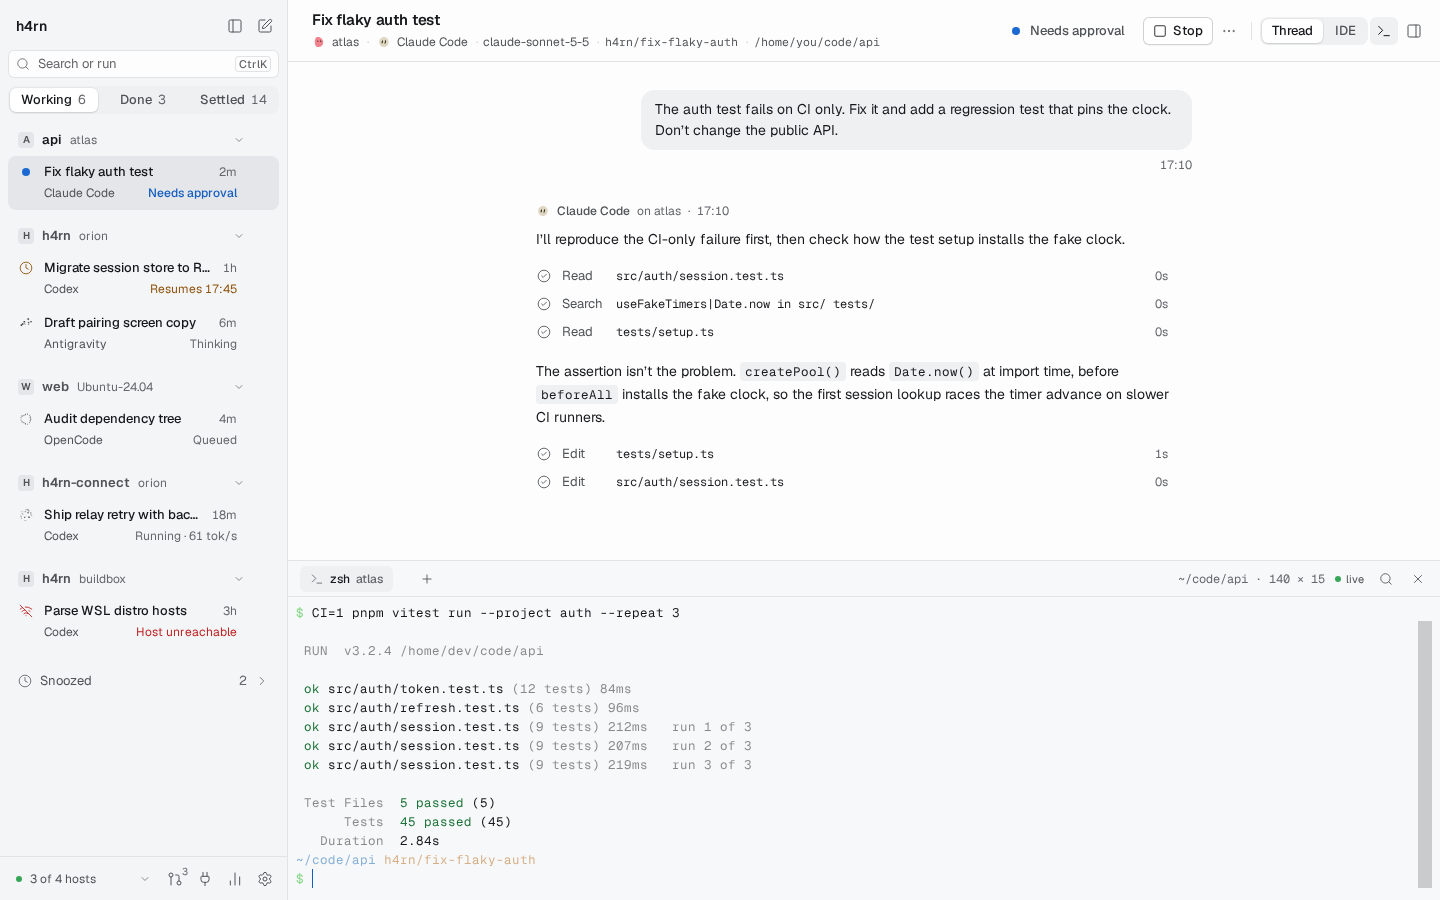 h4rn
Search or run
CtrlK
Working 6
Done 3
Settled 14
A api atlas
Fix flaky auth test 2m
Claude Code Needs approval
H h4rn orion
Migrate session store to R... 1h
Codex Resumes 17:45
Draft pairing screen copy 6m
Antigravity Thinking
W web Ubuntu-24.04
Audit dependency tree 4m
OpenCode Queued
H h4rn-connect orion
Ship relay retry with bac... 18m
Codex Running · 61 tok/s
H h4rn buildbox
Parse WSL distro hosts 3h
Codex Host unreachable
Snoozed 2
3 of 4 hosts
3
Fix flaky auth test
atlas · Claude Code · claude-sonnet-5-5 · h4rn/fix-flaky-auth · /home/you/code/api
Needs approval
Stop
Thread
IDE
The auth test fails on CI only. Fix it and add a regression test that pins the clock.
Don't change the public API.
17:10
Claude Code on atlas · 17:10
I'll reproduce the CI-only failure first, then check how the test setup installs the fake clock.
Read src/auth/session.test.ts 0s
Search useFakeTimers|Date.now in src/ tests/ 0s
Read tests/setup.ts 0s
The assertion isn't the problem. createPool() reads Date.now() at import time, before
beforeAll installs the fake clock, so the first session lookup races the timer advance on slower
CI runners.
Edit tests/setup.ts 1s
Edit src/auth/session.test.ts 0s
zsh atlas
~/code/api · 140 × 15 live
$ CI=1 pnpm vitest run --project auth --repeat 3
RUN v3.2.4 /home/dev/code/api
ok src/auth/token.test.ts (12 tests) 84ms
ok src/auth/refresh.test.ts (6 tests) 96ms
ok src/auth/session.test.ts (9 tests) 212ms run 1 of 3
ok src/auth/session.test.ts (9 tests) 207ms run 2 of 3
ok src/auth/session.test.ts (9 tests) 219ms run 3 of 3
Test Files 5 passed (5)
Tests 45 passed (45)
Duration 2.84s
~/code/api h4rn/fix-flaky-auth
$